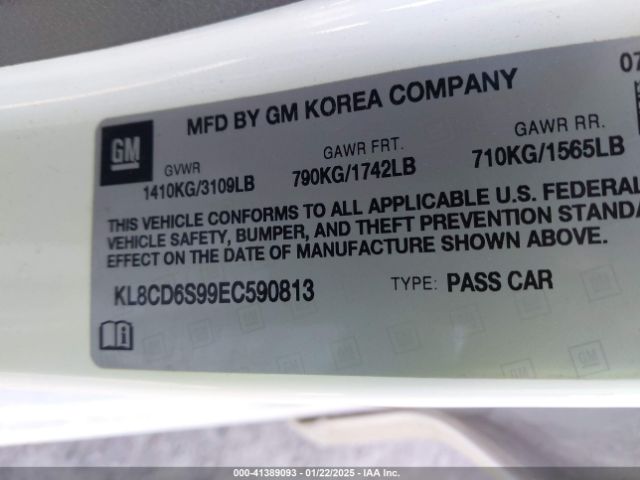 07
MFD BY GM KOREA COMPANY
GM
GVWR
GAWR FRT.
GAWR RR.
1410KG/3109LB
790KG/1742LB
710KG/1565LB
THIS VEHICLE CONFORMS TO ALL APPLICABLE U.S. FEDERAL
VEHICLE SAFETY, BUMPER, AND THEFT PREVENTION STANDA
EFFECT ON THE DATE OF MANUFACTURE SHOWN ABOVE.
KL8CD6S99EC590813
TYPE: PASS CAR
000-41389093 - 01/22/2025 - IAA Inc.